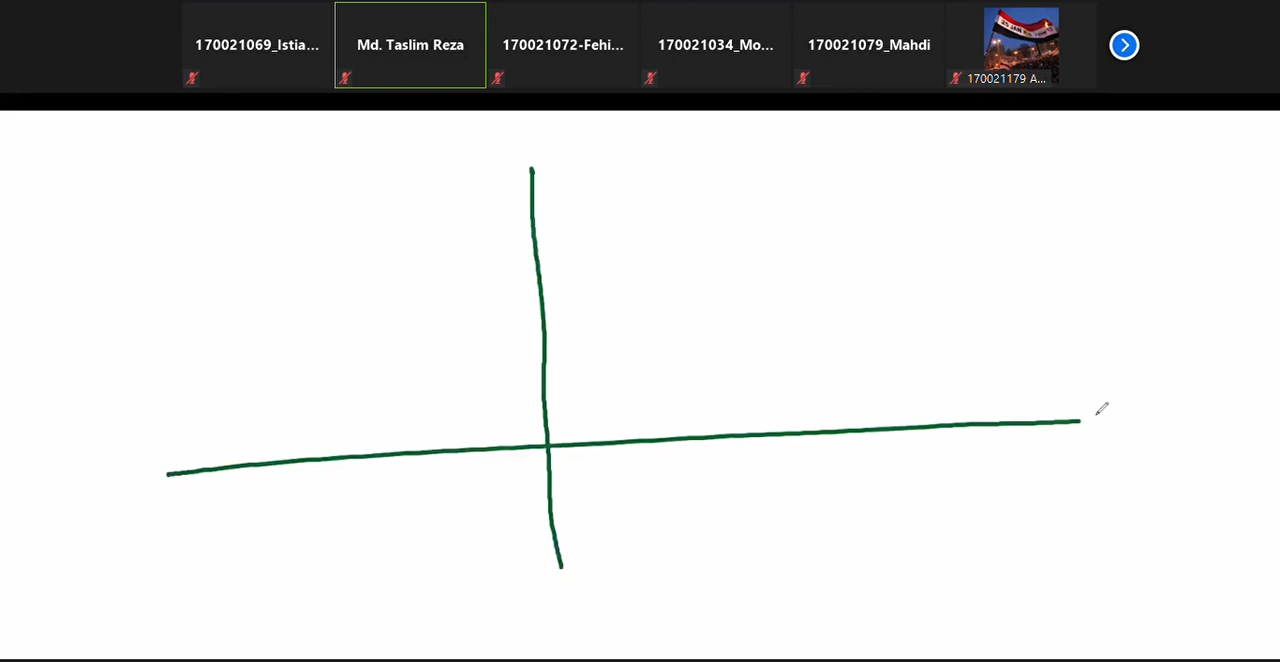 170021069_Istia...
Md. Taslim Reza
170021072-Fehi...
170021034_Mo...
170021079_Mahdi
170021179 A...